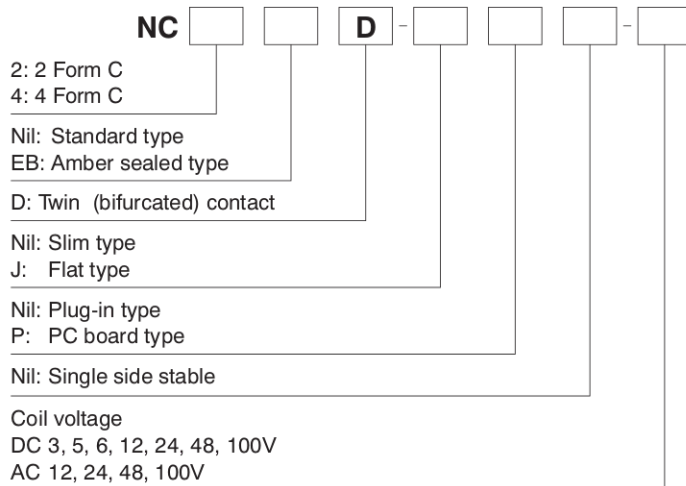 NC D - -
2: 2 Form C
4: 4 Form C
Nil: Standard type
EB: Amber sealed type
D: Twin (bifurcated) contact
Nil: Slim type
J: Flat type
Nil: Plug-in type
P: PC board type
Nil: Single side stable
Coil voltage
DC 3, 5, 6, 12, 24, 48, 100V
AC 12, 24, 48, 100V